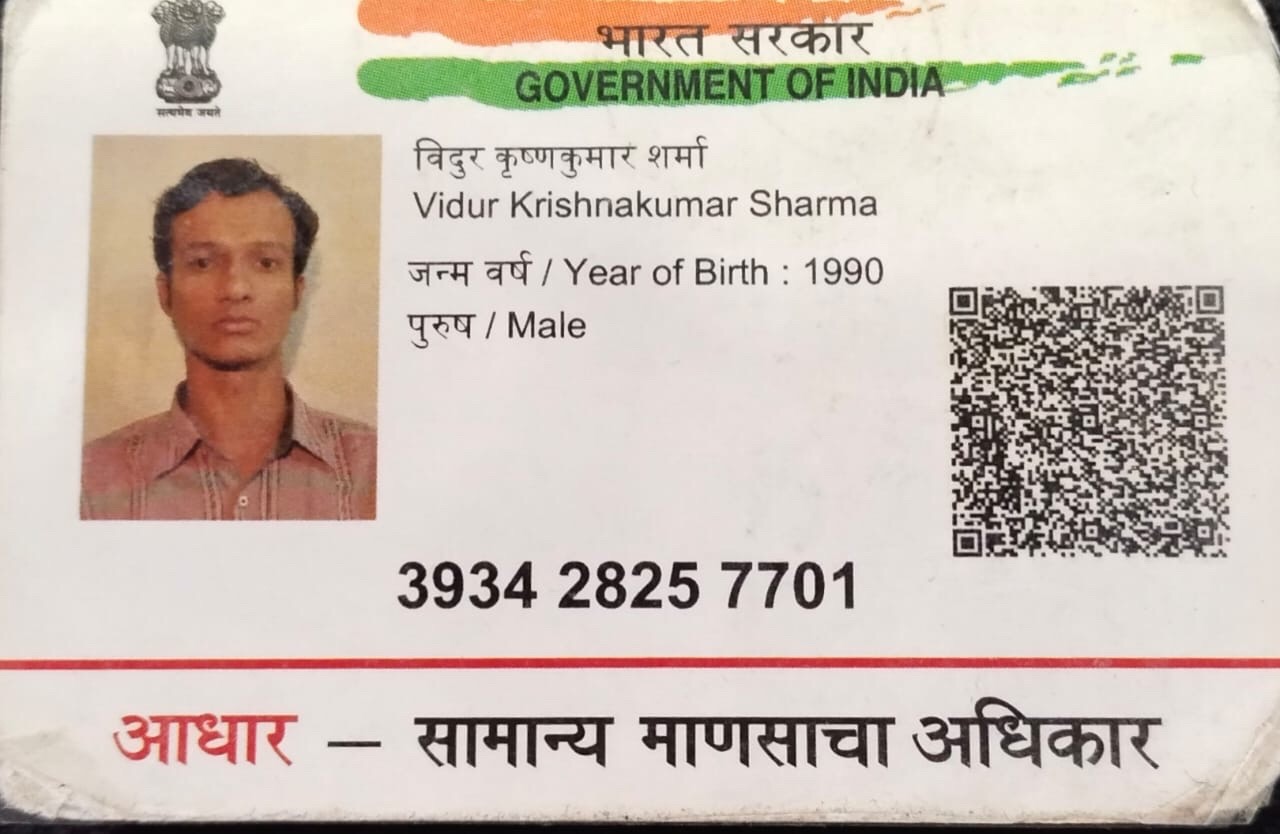 भारत सरकार
GOVERNMENT OF INDIA
सत्यमेव जयते
विदुर कृष्णकुमार शर्मा
Vidur Krishnakumar Sharma
जन्म वर्ष / Year of Birth : 1990
पुरुष / Male
3934 2825 7701
आधार — सामान्य माणसाचा अधिकार